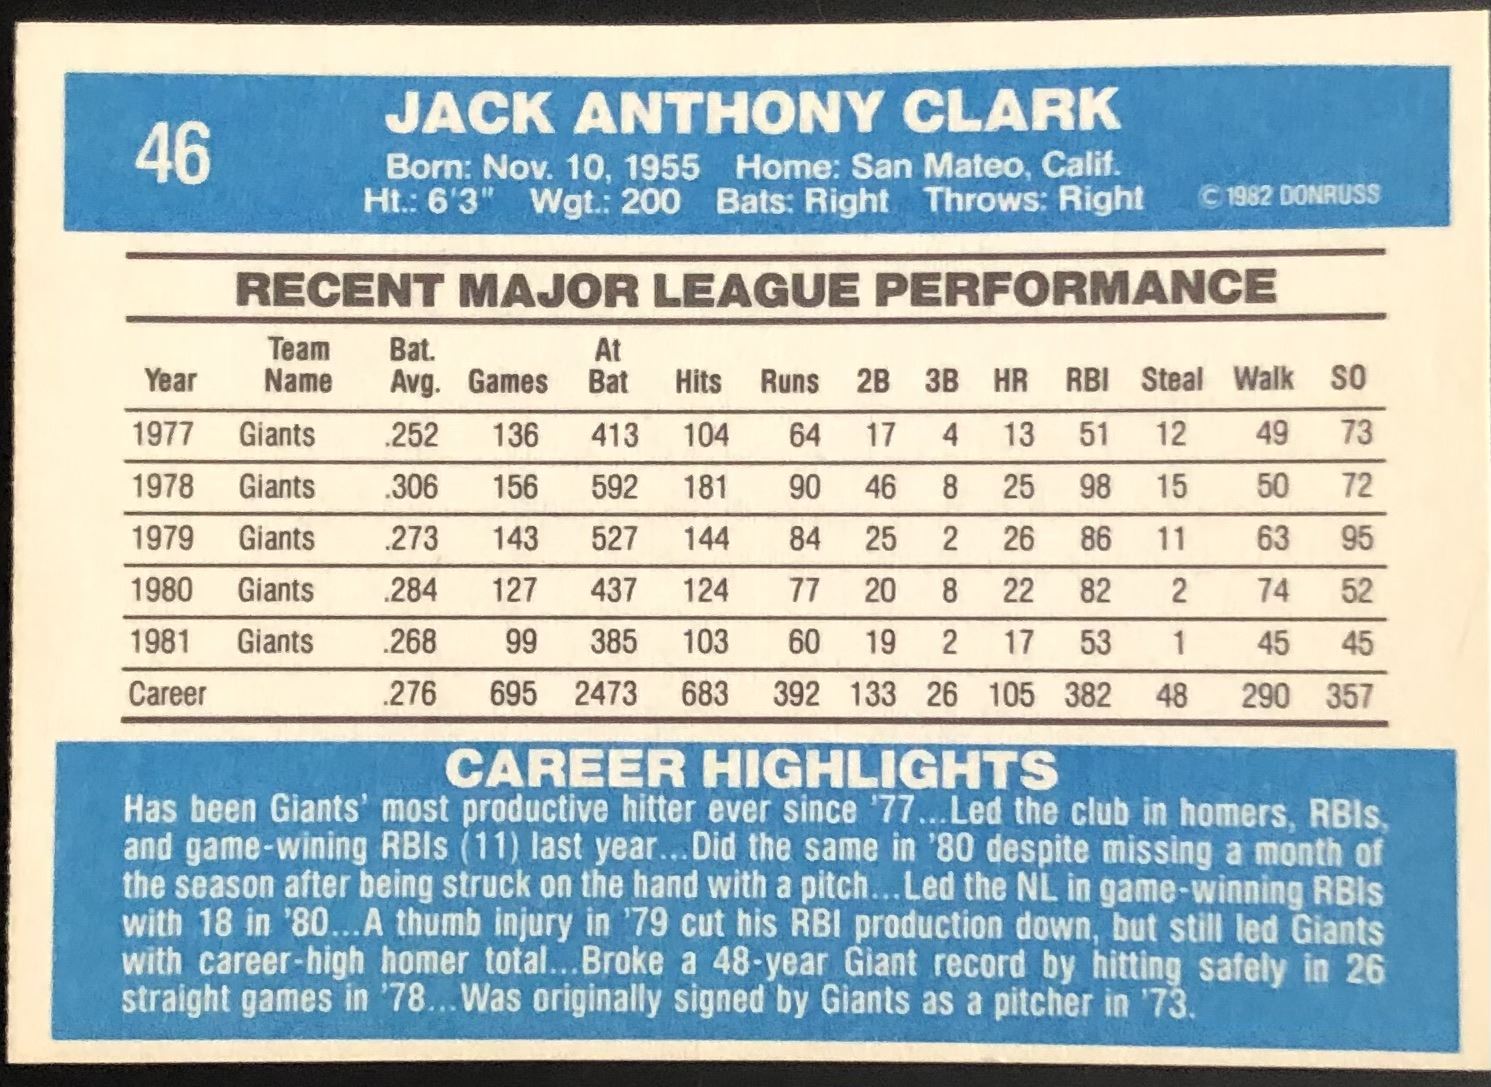 46
JACK ANTHONY CLARK
Born: Nov. 10, 1955 Home: San Mateo, Calif.
Ht.: 6'3" Wgt.: 200 Bats: Right Throws: Right © 1982 DONRUSS
RECENT MAJOR LEAGUE PERFORMANCE
Year Team Name Bat. Avg. Games At Bat Hits Runs 2B 3B HR RBI Steal Walk SO
1977 Giants .252 136 413 104 64 17 4 13 51 12 49 73
1978 Giants .306 156 592 181 90 46 8 25 98 15 50 72
1979 Giants .273 143 527 144 84 25 2 26 86 11 63 95
1980 Giants .284 127 437 124 77 20 8 22 82 2 74 52
1981 Giants .268 99 385 103 60 19 2 17 53 1 45 45
Career .276 695 2473 683 392 133 26 105 382 48 290 357
CAREER HIGHLIGHTS
Has been Giants' most productive hitter ever since '77...Led the club in homers, RBIs,
and game-wining RBIs (11) last year...Did the same in '80 despite missing a month of
the season after being struck on the hand with a pitch...Led the NL in game-winning RBIs
with 18 in '80...A thumb injury in '79 cut his RBI production down, but still led Giants
with career-high homer total...Broke a 48-year Giant record by hitting safely in 26
straight games in '78...Was originally signed by Giants as a pitcher in '73.